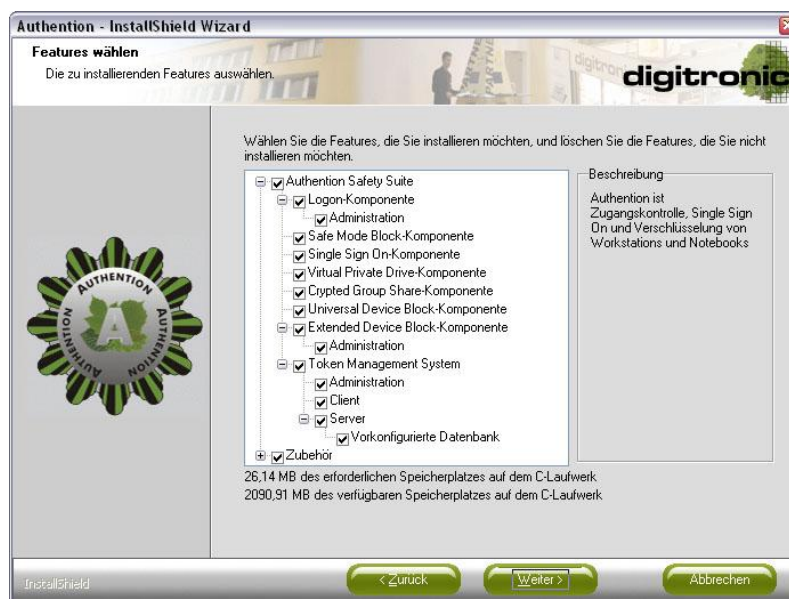 Authention - InstallShield Wizard
Features wählen
Die zu installierenden Features auswählen.
digitronic
PARTNER
digitronic
Wählen Sie die Features, die Sie installieren möchten, und löschen Sie die Features, die Sie nicht
installieren möchten.
Authention Safety Suite
Logon-Komponente
Administration
Safe Mode Block-Komponente
Single Sign On-Komponente
Virtual Private Drive-Komponente
Crypted Group Share-Komponente
Universal Device Block-Komponente
Extended Device Block-Komponente
Administration
Token Management System
Administration
Client
Server
Vorkonfigurierte Datenbank
Zubehör
Beschreibung
Authention ist
Zugangskontrolle, Single Sign
On und Verschlüsselung von
Workstations und Notebooks
AUTHENTION
AUTHENTION
AUTHENTION
AUTHENTION
A
26,14 MB des erforderlichen Speicherplatzes auf dem C-Laufwerk
2090,91 MB des verfügbaren Speicherplatzes auf dem C-Laufwerk
InstallShield
< Zurück
Weiter >
Abbrechen